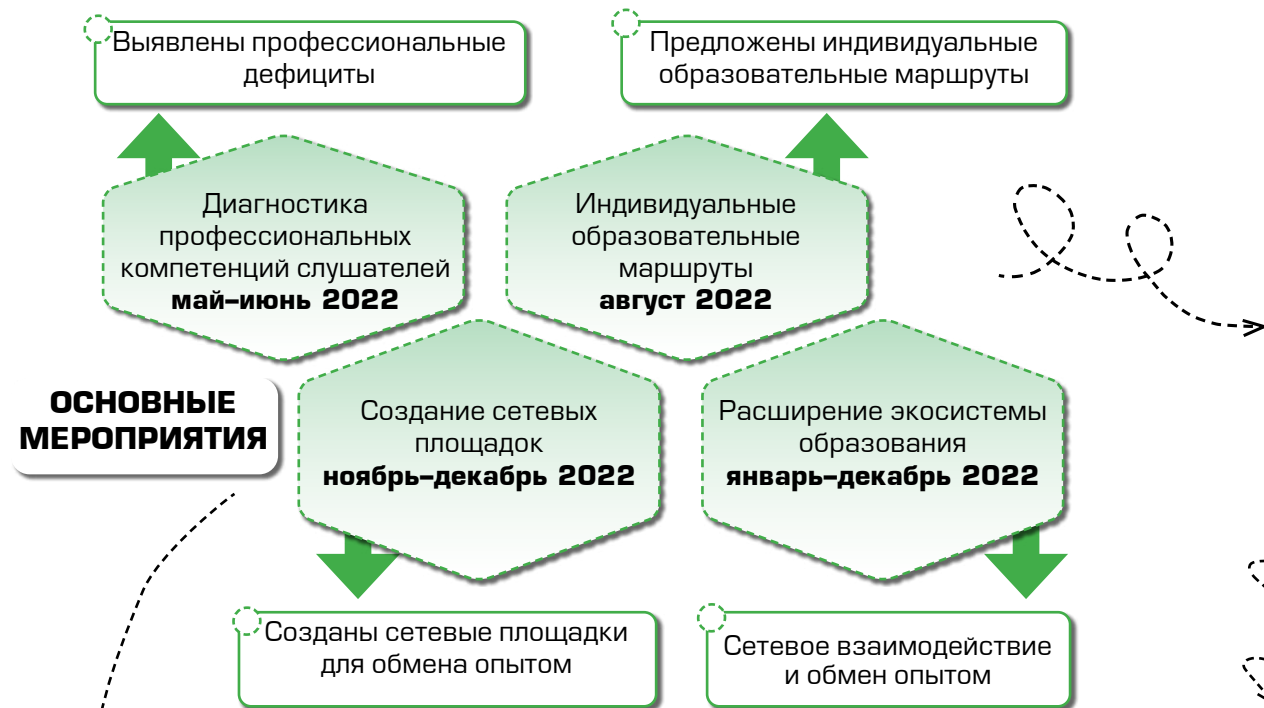 Выявлены профессиональные
дефициты
Предложены индивидуальные
образовательные маршруты
Диагностика
профессиональных
компетенций слушателей
май–июнь 2022
Индивидуальные
образовательные
маршруты
август 2022
ОСНОВНЫЕ
МЕРОПРИЯТИЯ
Создание сетевых
площадок
ноябрь–декабрь 2022
Расширение экосистемы
образования
январь–декабрь 2022
Созданы сетевые площадки
для обмена опытом
Сетевое взаимодействие
и обмен опытом